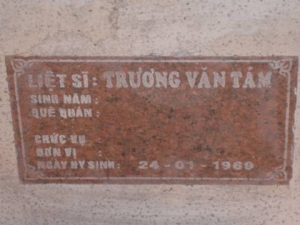 LIỆT SĨ : TRƯƠNG VĂN TÁM
SINH NĂM :
QUÊ QUÁN :
CHỨC VỤ
ĐƠN VỊ :
NGÀY HY SINH : 24 - 01 - 1969